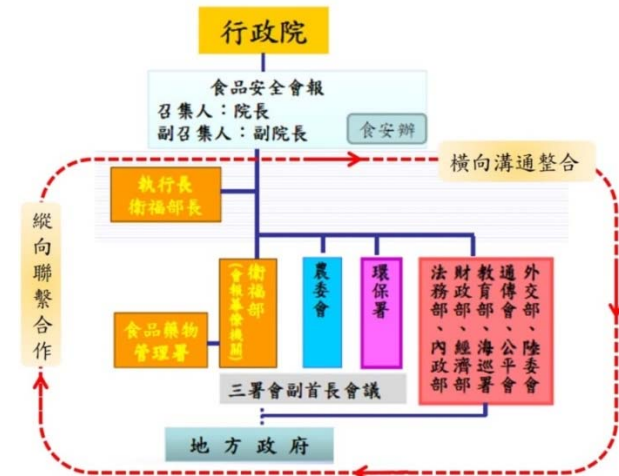 行政院
食品安全會報
召集人：院長
副召集人：副院長
食安辦
橫向溝通整合
執行長
衛福部長
縱向聯繫合作
衛福部
(會報幕僚機關)
農委會
環保署
外交部、陸委會
通傳會、公平會
教育部、海巡署
財政部、經濟部
法務部、內政部
食品藥物
管理署
三署會副首長會議
地方政府